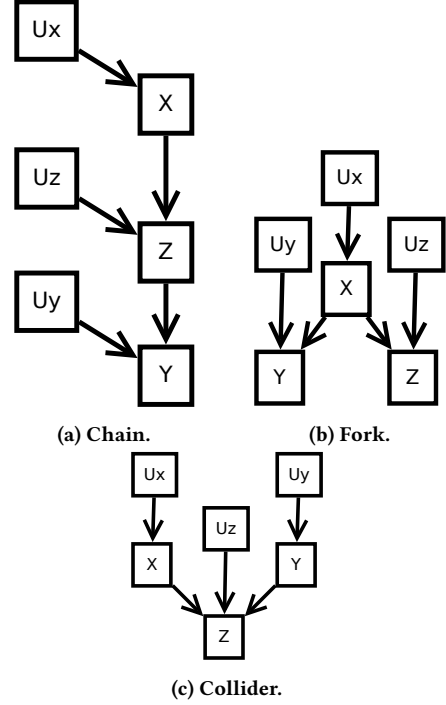 Ux
X
Uz
Z
Uy
Y
(a) Chain.
Ux
Uy
Uz
X
Y
Z
(b) Fork.
Ux
Uy
Uz
X
Y
Z
(c) Collider.